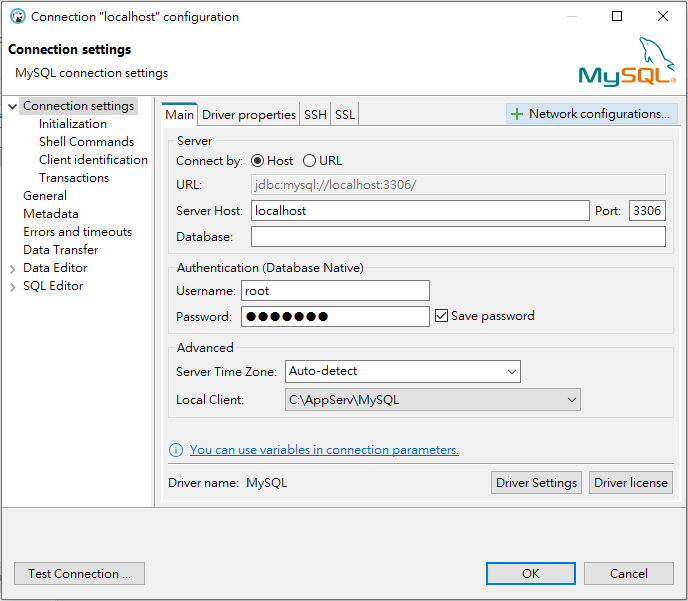 Connection "localhost" configuration
Connection settings
MySQL connection settings
MySQL®
Connection settings
Initialization
Shell Commands
Client identification
Transactions
General
Metadata
Errors and timeouts
Data Transfer
Data Editor
SQL Editor
Main Driver properties SSH SSL
Network configurations...
Server
Connect by: Host URL
URL: jdbc:mysql://localhost:3306/
Server Host: localhost Port: 3306
Database:
Authentication (Database Native)
Username: root
Password: ●●●●●●● Save password
Advanced
Server Time Zone: Auto-detect
Local Client: C:\AppServ\MySQL
You can use variables in connection parameters.
Driver name: MySQL Driver Settings Driver license
Test Connection ... OK Cancel